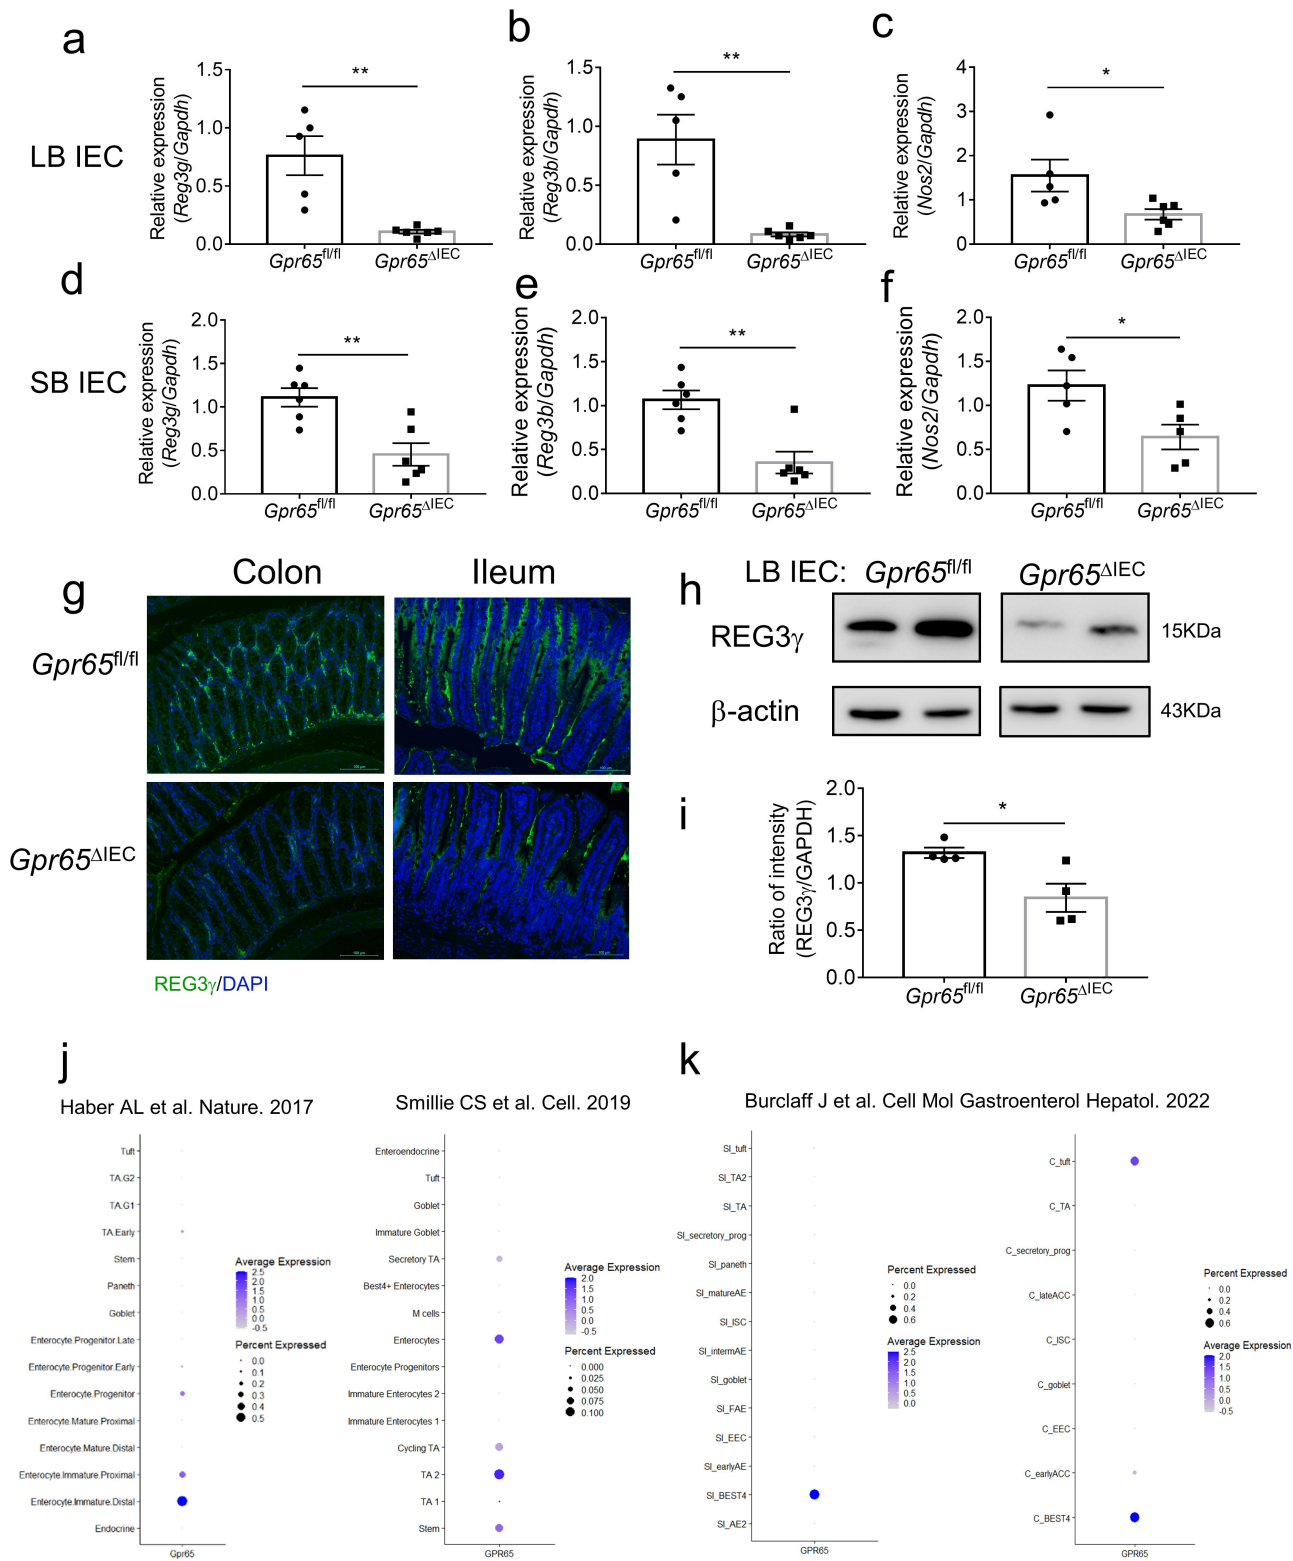 a
LB IEC
Relative expression
(Reg3g/Gapdh)
1.5
1.0
0.5
0.0
**
Gpr65fl/fl
Gpr65ΔIEC
b
Relative expression
(Reg3b/Gapdh)
1.5
1.0
0.5
0.0
**
Gpr65fl/fl
Gpr65ΔIEC
c
Relative expression
(Nos2/Gapdh)
4
3
2
1
0
*
Gpr65fl/fl
Gpr65ΔIEC
d
SB IEC
Relative expression
(Reg3g/Gapdh)
2.0
1.5
1.0
0.5
0.0
**
Gpr65fl/fl
Gpr65ΔIEC
e
Relative expression
(Reg3b/Gapdh)
2.0
1.5
1.0
0.5
0.0
**
Gpr65fl/fl
Gpr65ΔIEC
f
Relative expression
(Nos2/Gapdh)
2.0
1.5
1.0
0.5
0.0
*
Gpr65fl/fl
Gpr65ΔIEC
g
Colon
Ileum
Gpr65fl/fl
Gpr65ΔIEC
REG3γ/DAPI
h
LB IEC: Gpr65fl/fl Gpr65ΔIEC
REG3γ
15KDa
β-actin
43KDa
i
Ratio of intensity
(REG3γ/GAPDH)
2.0
1.5
1.0
0.5
0.0
*
Gpr65fl/fl
Gpr65ΔIEC
j
Haber AL et al. Nature. 2017
Tuft
TA.G2
TA.G1
TA.Early
Stem
Paneth
Goblet
Enterocyte.Progenitor.Late
Enterocyte.Progenitor.Early
Enterocyte.Progenitor
Enterocyte.Mature.Proximal
Enterocyte.Mature.Distal
Enterocyte.Immature.Proximal
Enterocyte.Immature.Distal
Endocrine
Gpr65
Average Expression
2.5
2.0
1.5
1.0
0.5
0.0
-0.5
Percent Expressed
0.0
0.1
0.2
0.3
0.4
0.5
Smillie CS et al. Cell. 2019
Enteroendocrine
Tuft
Goblet
Immature Goblet
Secretory TA
Best4+ Enterocytes
M cells
Enterocytes
Enterocyte Progenitors
Immature Enterocytes 2
Immature Enterocytes 1
Cycling TA
TA 2
TA 1
Stem
GPR65
Average Expression
2.0
1.5
1.0
0.5
0.0
-0.5
Percent Expressed
0.000
0.025
0.050
0.075
0.100
k
Burclaff J et al. Cell Mol Gastroenterol Hepatol. 2022
SI_tuft
SI_TA2
SI_TA
SI_secretory_prog
SI_paneth
SI_matureAE
SI_ISC
SI_intermAE
SI_goblet
SI_FAE
SI_EEC
SI_earlyAE
SI_BEST4
SI_AE2
GPR65
Percent Expressed
0.0
0.2
0.4
0.6
Average Expression
2.5
2.0
1.5
1.0
0.5
0.0
C_tuft
C_TA
C_secretory_prog
C_lateACC
C_ISC
C_goblet
C_EEC
C_earlyACC
C_BEST4
GPR65
Percent Expressed
0.0
0.2
0.4
0.6
Average Expression
2.0
1.5
1.0
0.5
0.0
-0.5